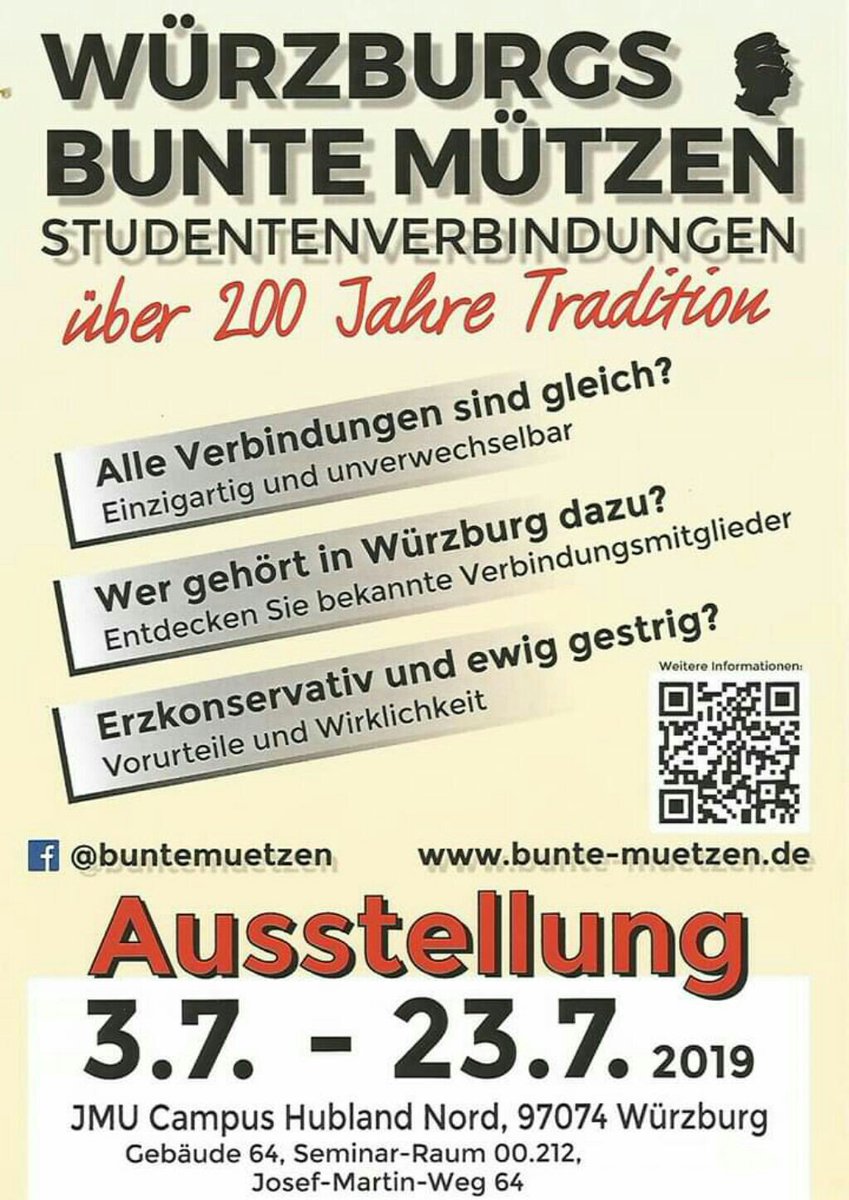 WÜRZBURGS
BUNTE MÜTZEN
STUDENTENVERBINDUNGEN
über 200 Jahre Tradition
Alle Verbindungen sind gleich?
Einzigartig und unverwechselbar
Wer gehört in Würzburg dazu?
Entdecken Sie bekannte Verbindungsmitglieder
Erzkonservativ und ewig gestrig?
Vorurteile und Wirklichkeit
Weitere Informationen:
@buntemuetzen
www.bunte-muetzen.de
Ausstellung
3.7. - 23.7. 2019
JMU Campus Hubland Nord, 97074 Würzburg
Gebäude 64, Seminar-Raum 00.212,
Josef-Martin-Weg 64